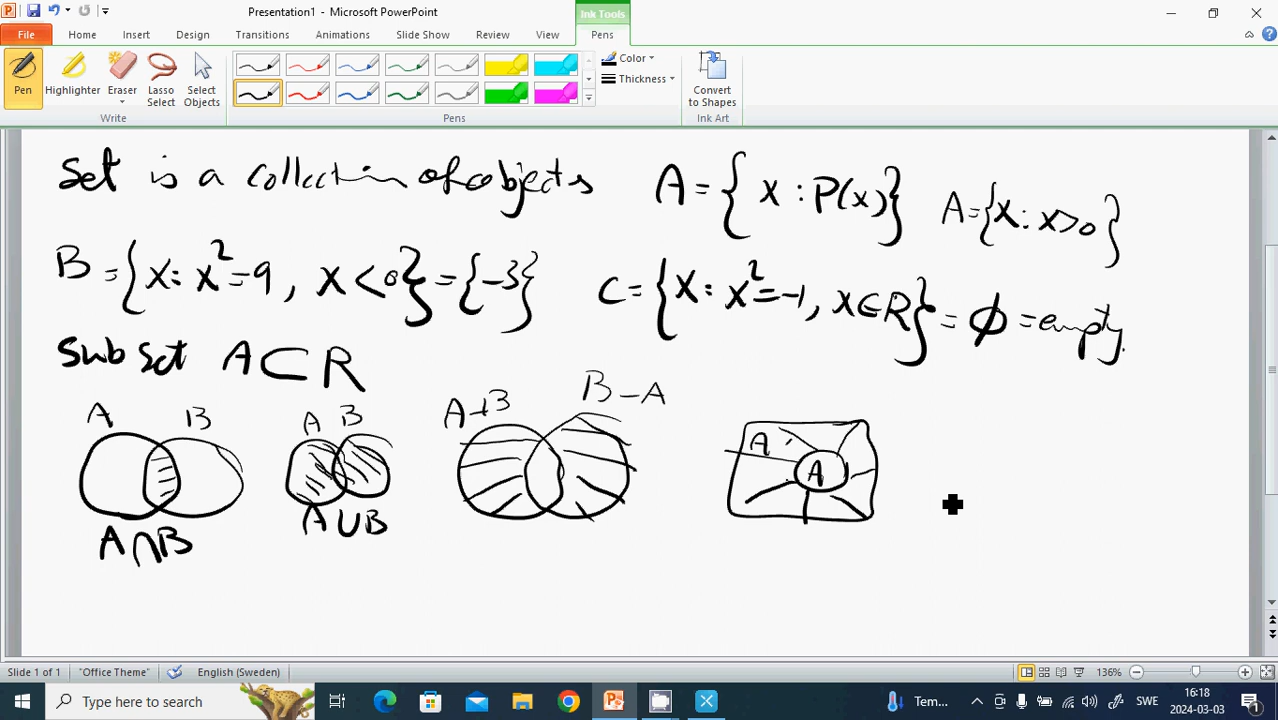 Presentation1 - Microsoft PowerPoint
Ink Tools
File Home Insert Design Transitions Animations Slide Show Review View Pens
Pen Highlighter Eraser Lasso Select Select Objects Color Thickness Convert to Shapes
Write Pens Ink Art
Set is a collection of objects A = { x : P(x) } A = { x : x > 0 }
B = { x : x² = 9 , x < 0 } = { -3 } C = { x : x² = -1 , x ∈ R } = ϕ = empty.
Sub set A ⊂ R
A B A B A-B B-A
A' A
A∩B A∪B
Slide 1 of 1 "Office Theme" English (Sweden) 136%
Type here to search Tem... SWE 16:18
2024-03-03